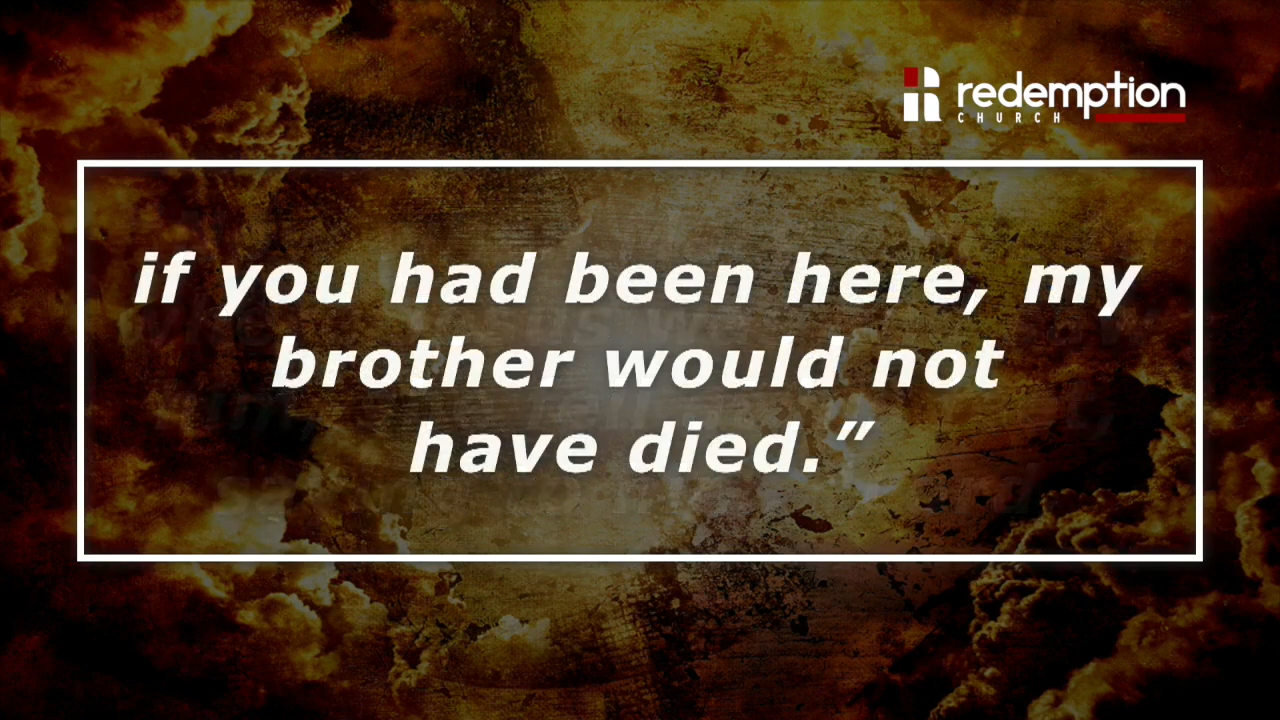 redemption
CHURCH
if you had been here, my
brother would not
have died.”